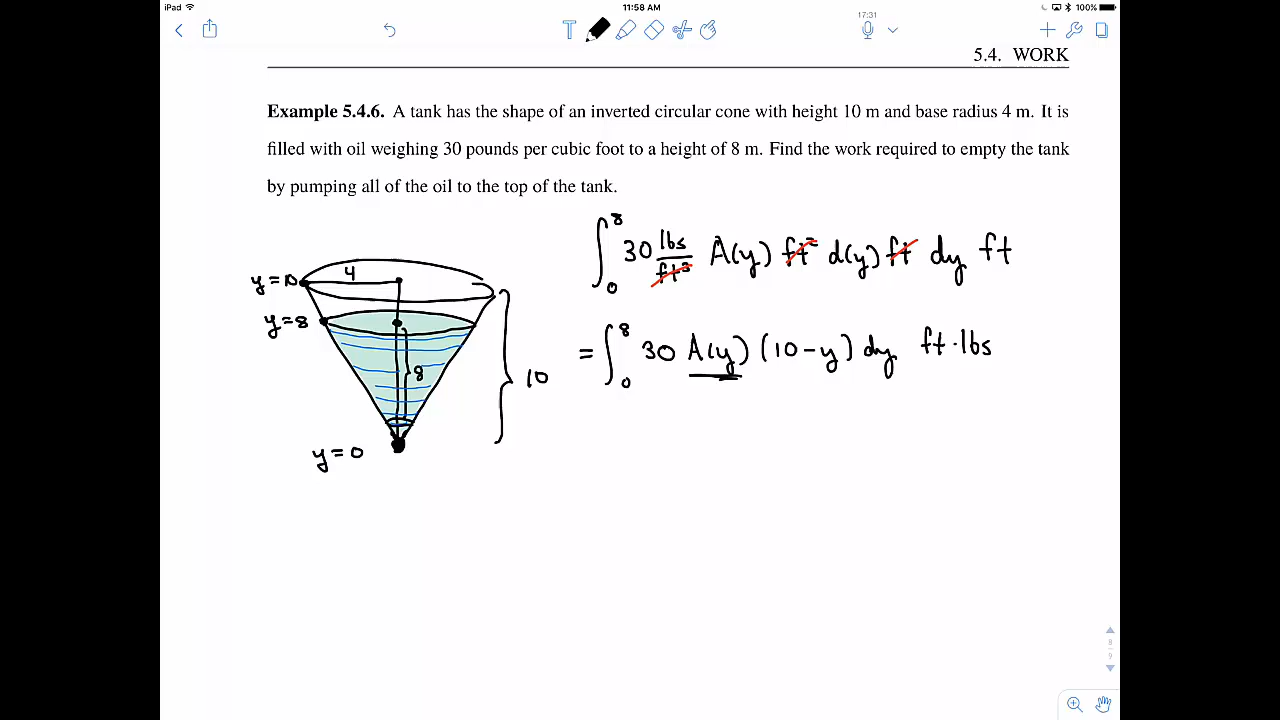 iPad 11:58 AM 100%
T 17:31
5.4. WORK
Example 5.4.6. A tank has the shape of an inverted circular cone with height 10 m and base radius 4 m. It is
filled with oil weighing 30 pounds per cubic foot to a height of 8 m. Find the work required to empty the tank
by pumping all of the oil to the top of the tank.
∫₀⁸ 30 lbs/ft³ A(y) ft² d(y) ft dy ft
y=10 4
y=8
= ∫₀⁸ 30 A(y) (10-y) dy ft·lbs
8
10
y=0
8
9